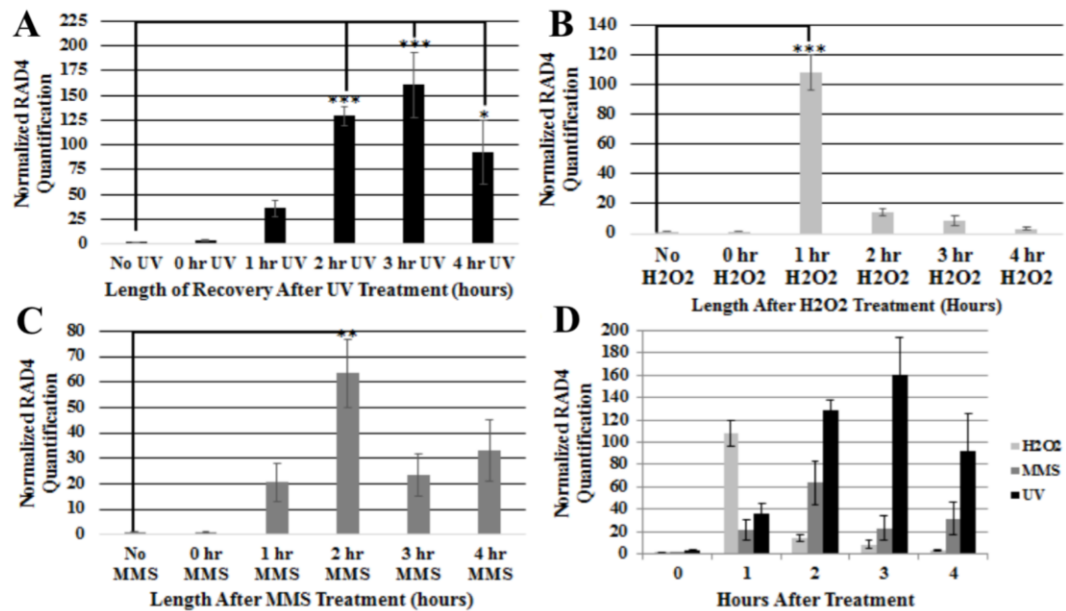 A
Normalized RAD4
Quantification
225
200
175
150
125
100
75
50
25
0
***
***
*
No UV 0 hr UV 1 hr UV 2 hr UV 3 hr UV 4 hr UV
Length of Recovery After UV Treatment (hours)
B
Normalized RAD4
Quantification
140
120
100
80
60
40
20
0
***
No 0 hr 1 hr 2 hr 3 hr 4 hr
H2O2 H2O2 H2O2 H2O2 H2O2 H2O2
Length After H2O2 Treatment (Hours)
C
Normalized RAD4
Quantification
80
70
60
50
40
30
20
10
0
**
No 0 hr 1 hr 2 hr 3 hr 4 hr
MMS MMS MMS MMS MMS MMS
Length After MMS Treatment (hours)
D
Normalized RAD4
Quantification
200
180
160
140
120
100
80
60
40
20
0
0 1 2 3 4
Hours After Treatment
H2O2
MMS
UV